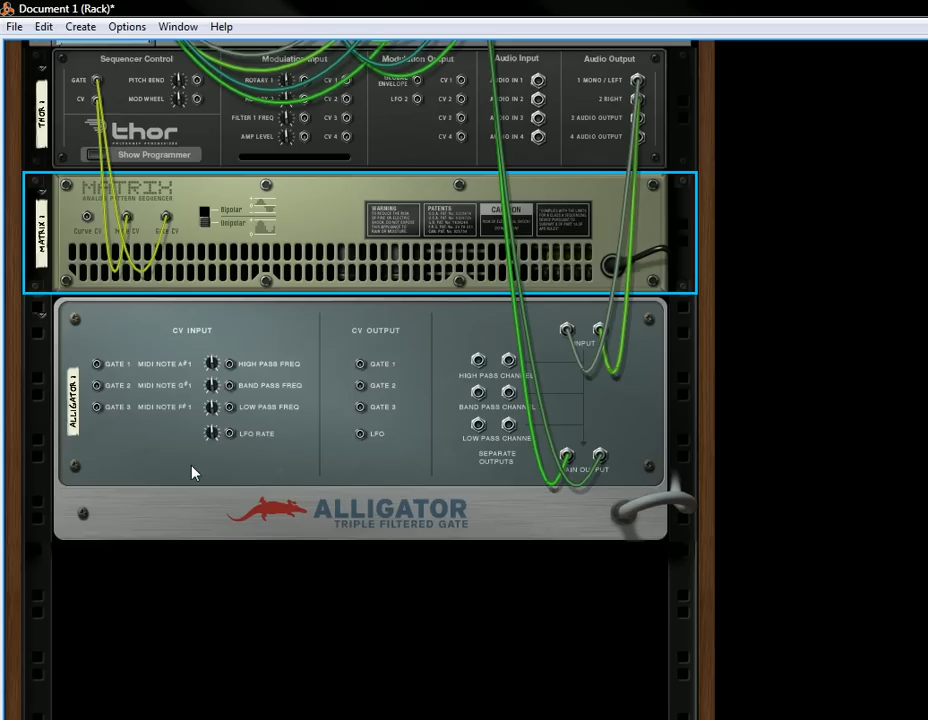 Document 1 (Rack)*
File Edit Create Options Window Help
Sequencer Control Modulation Input Modulation Output Audio Input Audio Output
GATE PITCH BEND ROTARY 1 CV 1 GLOBAL ENVELOPE CV 1 AUDIO IN 1 1 MONO / LEFT
CV MOD WHEEL CV 2 LFO 2 CV 2 AUDIO IN 2 2 RIGHT
FILTER 1 FREQ CV 3 CV 3 AUDIO IN 3 3 AUDIO OUTPUT
AMP LEVEL CV 4 CV 4 AUDIO IN 4 4 AUDIO OUTPUT
THOR 1
thor
POLYSONIC SYNTHESIZER
Show Programmer
MATRIX
ANALOG PATTERN SEQUENCER
MATRIX 1
Bipolar
Unipolar
Curve CV Note CV Gate CV
WARNING
PATENTS
CAUTION
CV INPUT CV OUTPUT
INPUT
GATE 1 MIDI NOTE A#1 HIGH PASS FREQ GATE 1
HIGH PASS CHANNEL
GATE 2 MIDI NOTE G#1 BAND PASS FREQ GATE 2
BAND PASS CHANNEL
GATE 3 MIDI NOTE F#1 LOW PASS FREQ GATE 3
LFO RATE LFO
LOW PASS CHANNEL
SEPARATE
OUTPUTS
MAIN OUTPUT
ALLIGATOR 1
ALLIGATOR
TRIPLE FILTERED GATE